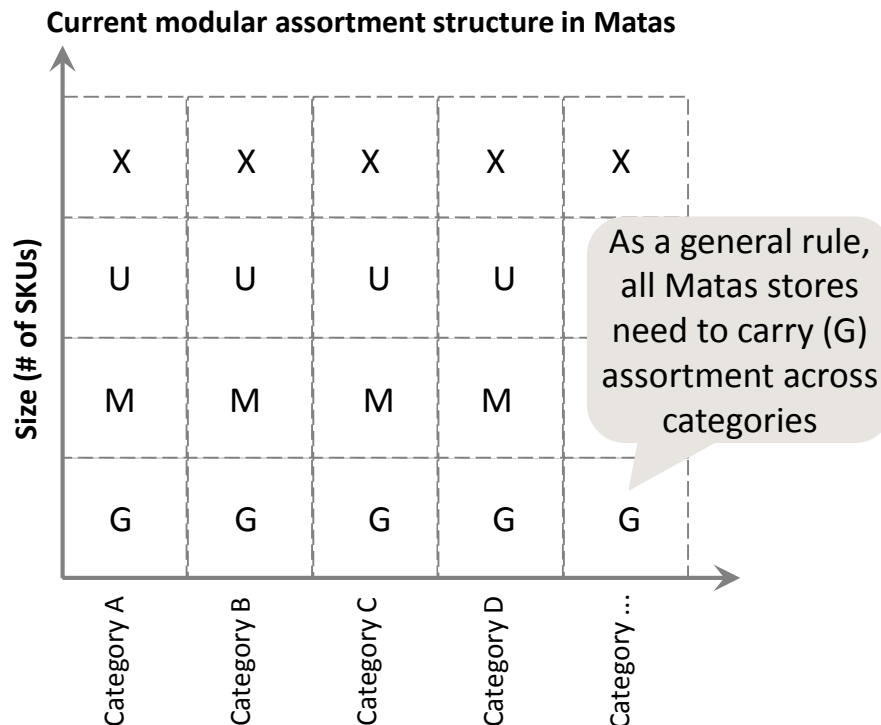 Current modular assortment structure in Matas
Size (# of SKUs)
X X X X X
U U U U
M M M M
G G G G G
As a general rule,
all Matas stores
need to carry (G)
assortment across
categories
Category A
Category B
Category C
Category D
Category ...